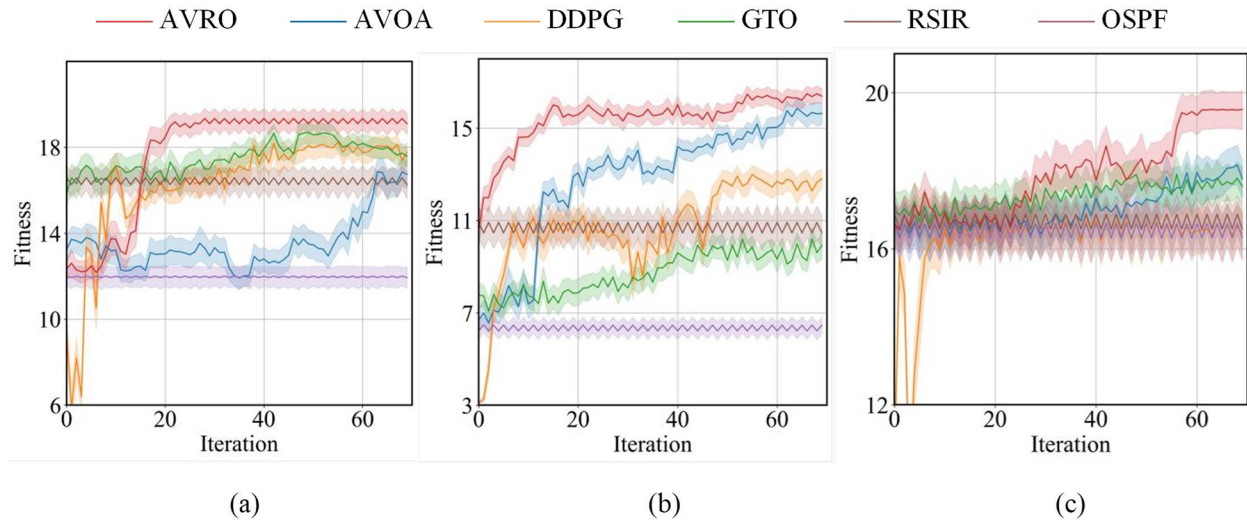 AVRO AVOA DDPG GTO RSIR OSPF
Fitness
18
14
10
6
0 20 40 60
Iteration
(a)
Fitness
15
11
7
3
0 20 40 60
Iteration
(b)
Fitness
20
16
12
0 20 40 60
Iteration
(c)